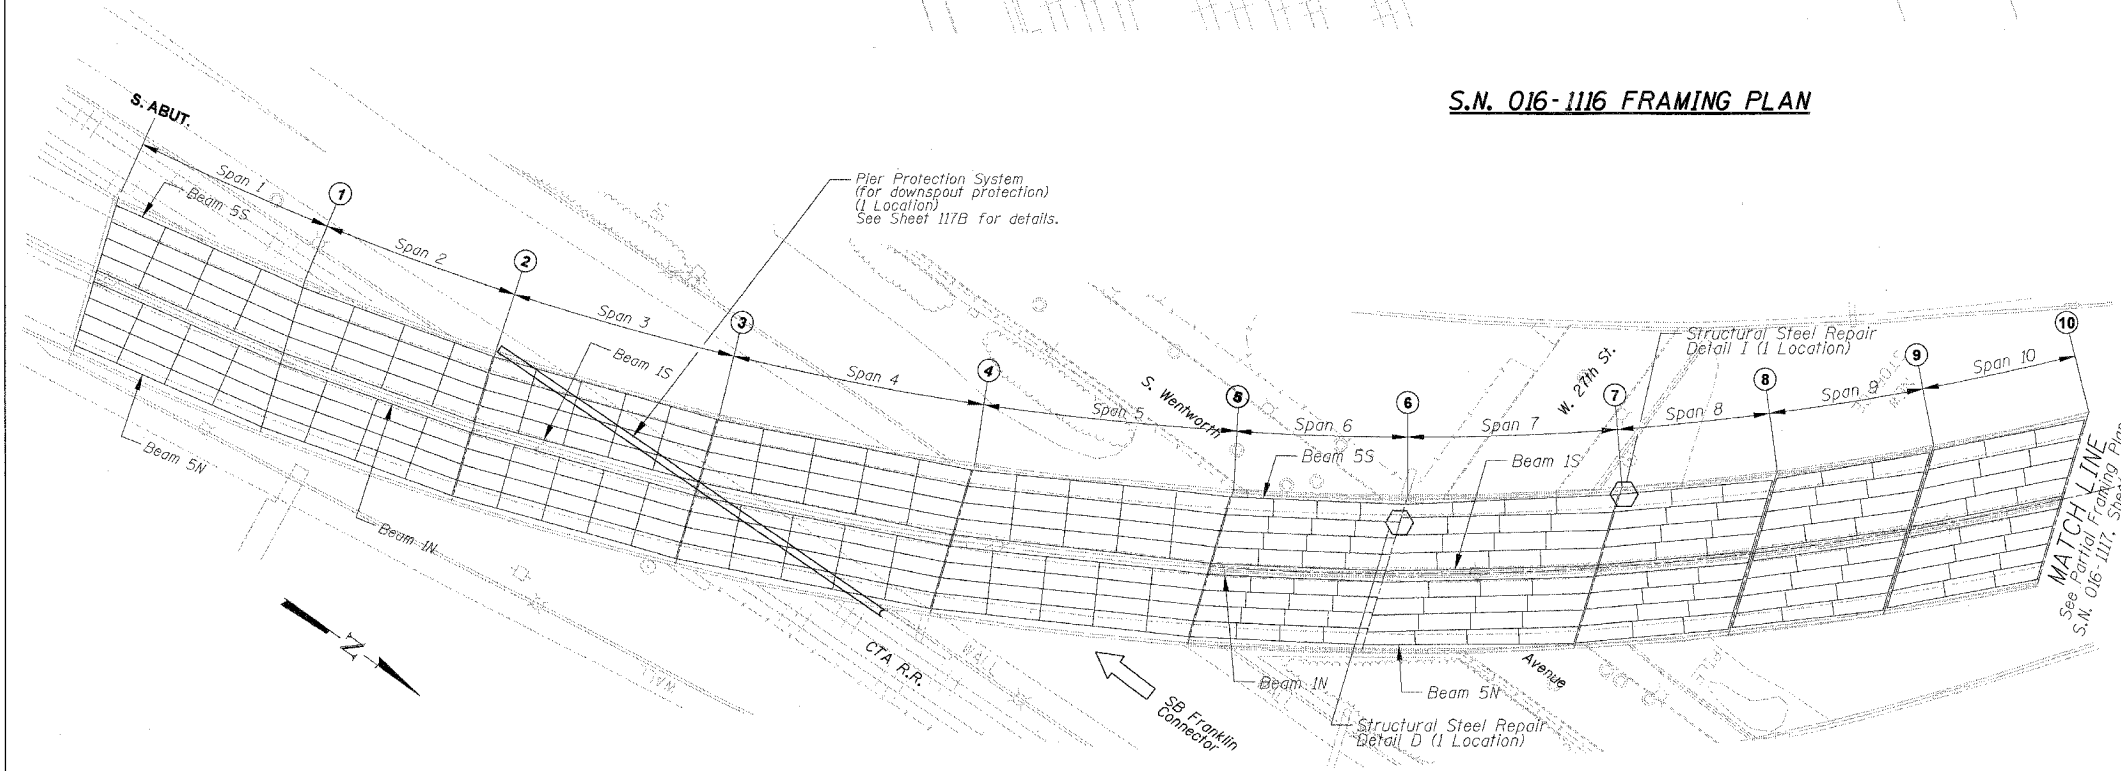 S.N. 016-1116 FRAMING PLAN
S. ABUT.
Span 1
1
Beam 5S
Span 2
2
Pier Protection System
(for downspout protection)
(1 Location)
See Sheet 117B for details.
Span 3
3
Beam 1S
Span 4
4
Span 5
S. Wentworth
5
Span 6
6
Span 7
W. 27th St.
7
Structural Steel Repair
Detail I (1 Location)
Span 8
8
Span 9
9
Span 10
10
Beam 5S
Beam 1S
Beam 5N
Beam 1N
MATCH LINE
See Partial Framing Plan
S.N. 016-1117, Sheet
N
CTA R.R.
WALL
SB Franklin
Connector
Beam 1N
Beam 5N
Avenue
Structural Steel Repair
Detail D (1 Location)